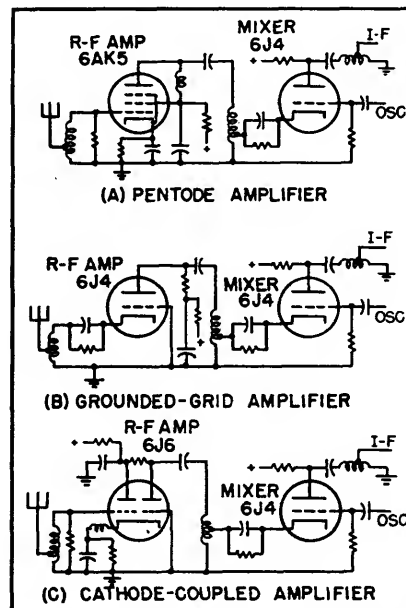 R-F AMP
6AK5
MIXER
6J4
I-F
+
+
OSC
(A) PENTODE AMPLIFIER
R-F AMP
6J4
MIXER
6J4
I-F
+
+
OSC
(B) GROUNDED-GRID AMPLIFIER
R-F AMP
6J6
MIXER
6J4
I-F
+
+
OSC
(C) CATHODE-COUPLED AMPLIFIER